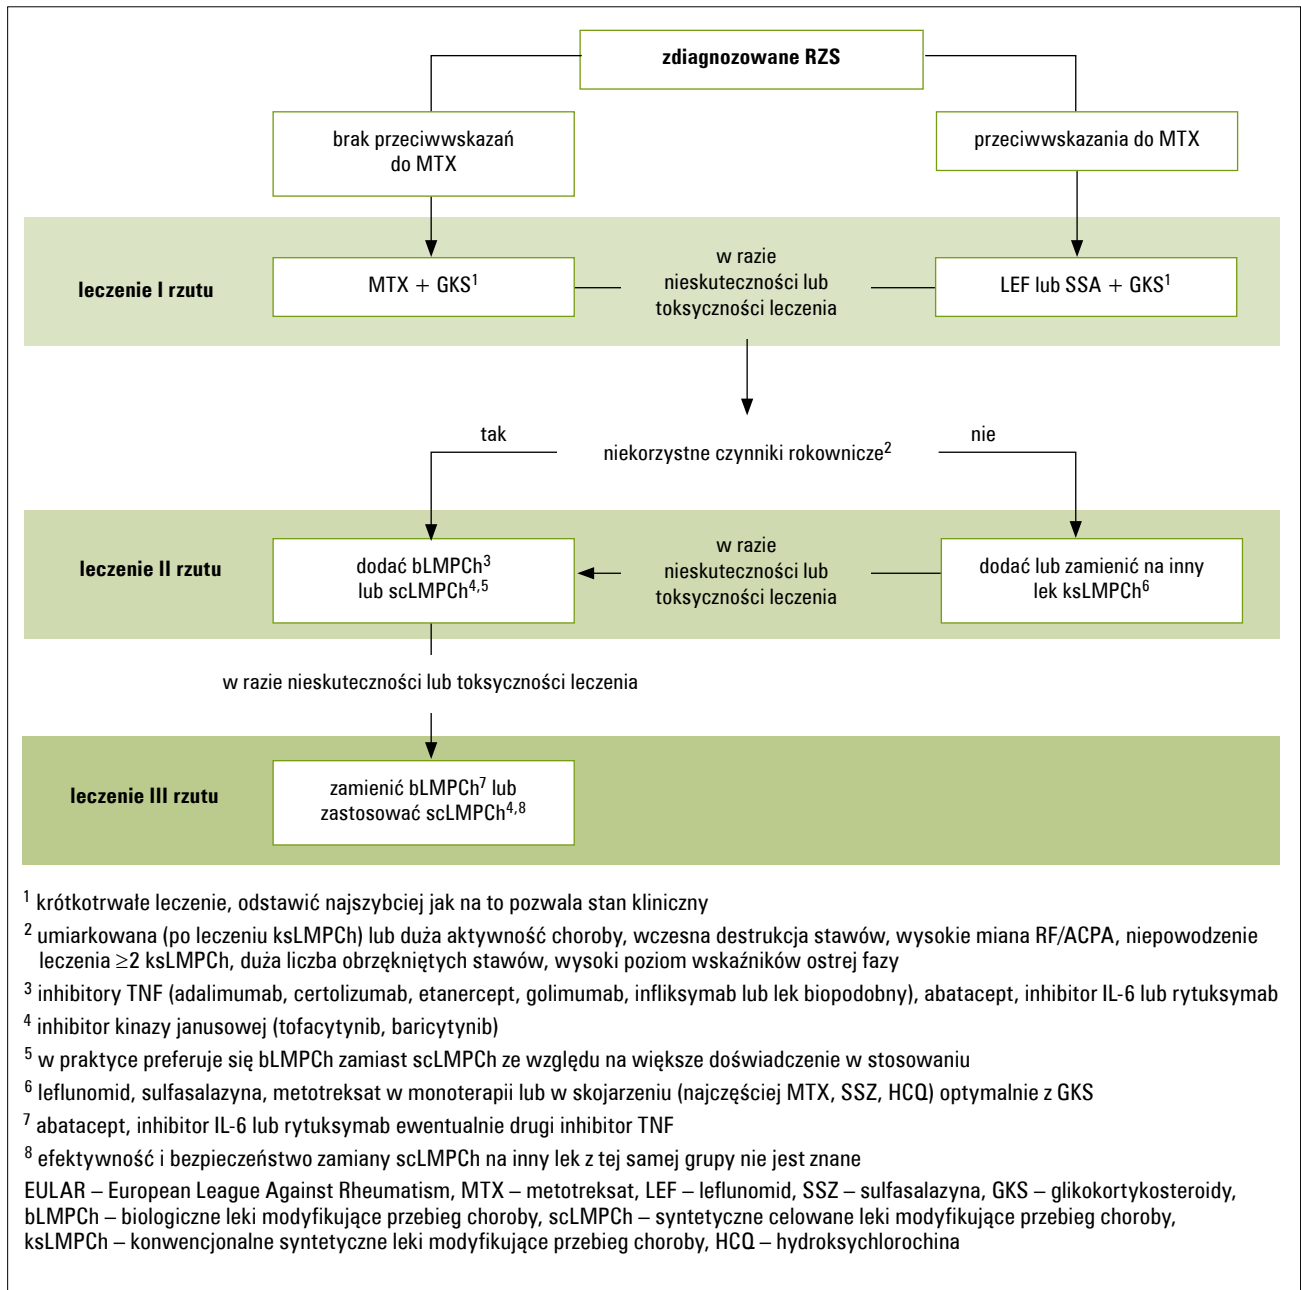 zdiagnozowane RZS
brak przeciwwskazań
do MTX
przeciwwskazania do MTX
leczenie I rzutu
MTX + GKS¹
w razie
nieskuteczności lub
toksyczności leczenia
LEF lub SSA + GKS¹
tak
niekorzystne czynniki rokownicze²
nie
leczenie II rzutu
dodać bLMPCh³
lub scLMPCh⁴,⁵
w razie
nieskuteczności lub
toksyczności leczenia
dodać lub zamienić na inny
lek ksLMPCh⁶
w razie nieskuteczności lub toksyczności leczenia
leczenie III rzutu
zamienić bLMPCh⁷ lub
zastosować scLMPCh⁴,⁸
¹ krótkotrwałe leczenie, odstawić najszybciej jak na to pozwala stan kliniczny
² umiarkowana (po leczeniu ksLMPCh) lub duża aktywność choroby, wczesna destrukcja stawów, wysokie miana RF/ACPA, niepowodzenie
leczenia ≥2 ksLMPCh, duża liczba obrzękniętych stawów, wysoki poziom wskaźników ostrej fazy
³ inhibitory TNF (adalimumab, certolizumab, etanercept, golimumab, infliksymab lub lek biopodobny), abatacept, inhibitor IL-6 lub rytuksymab
⁴ inhibitor kinazy janusowej (tofacytynib, baricytynib)
⁵ w praktyce preferuje się bLMPCh zamiast scLMPCh ze względu na większe doświadczenie w stosowaniu
⁶ leflunomid, sulfasalazyna, metotreksat w monoterapii lub w skojarzeniu (najczęściej MTX, SSZ, HCQ) optymalnie z GKS
⁷ abatacept, inhibitor IL-6 lub rytuksymab ewentualnie drugi inhibitor TNF
⁸ efektywność i bezpieczeństwo zamiany scLMPCh na inny lek z tej samej grupy nie jest znane
EULAR – European League Against Rheumatism, MTX – metotreksat, LEF – leflunomid, SSZ – sulfasalazyna, GKS – glikokortykosteroidy,
bLMPCh – biologiczne leki modyfikujące przebieg choroby, scLMPCh – syntetyczne celowane leki modyfikujące przebieg choroby,
ksLMPCh – konwencjonalne syntetyczne leki modyfikujące przebieg choroby, HCQ – hydroksychlorochina